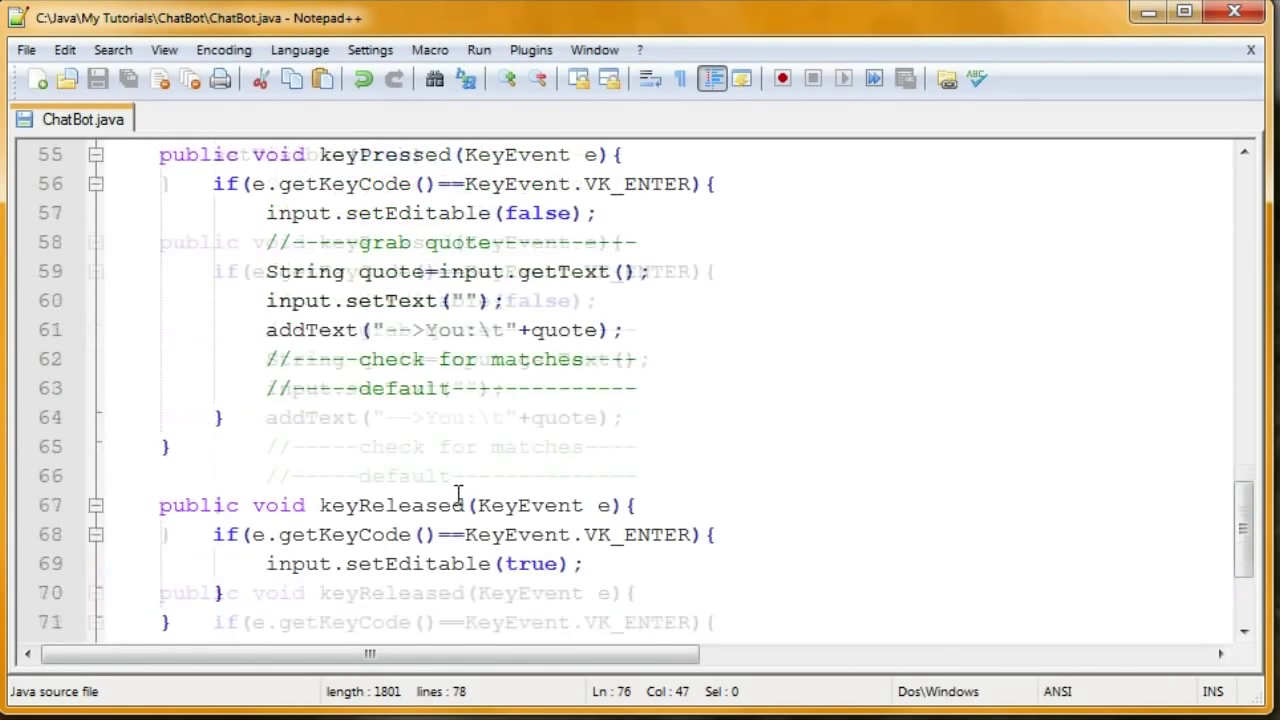 C:\Java\My Tutorials\ChatBot\ChatBot.java - Notepad++
File Edit Search View Encoding Language Settings Macro Run Plugins Window ? X
ChatBot.java
55 public void keyPressed(KeyEvent e){
56 if(e.getKeyCode()==KeyEvent.VK_ENTER){
57 input.setEditable(false);
58 //-----grab quote-----------
59 String quote=input.getText();
60 input.setText("");
61 addText("-->You:\t"+quote);
62 //-----check for matches----
63 //-----default--------------
64 }
65 }
66
67 public void keyReleased(KeyEvent e){
68 if(e.getKeyCode()==KeyEvent.VK_ENTER){
69 input.setEditable(true);
70 }
71 }
Java source file length : 1801 lines : 78 Ln : 76 Col : 47 Sel : 0 Dos\Windows ANSI INS